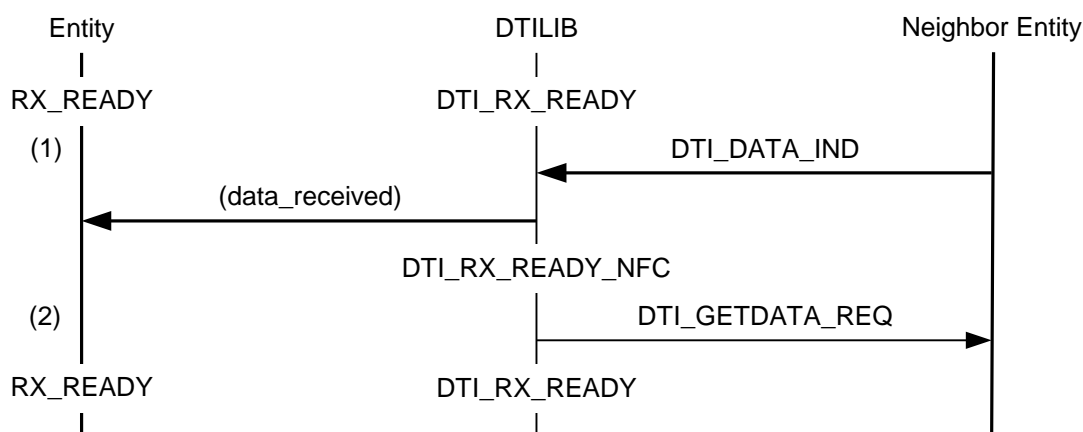 Entity DTILIB Neighbor Entity
RX_READY DTI_RX_READY
(1) DTI_DATA_IND
(data_received)
DTI_RX_READY_NFC
(2) DTI_GETDATA_REQ
RX_READY DTI_RX_READY